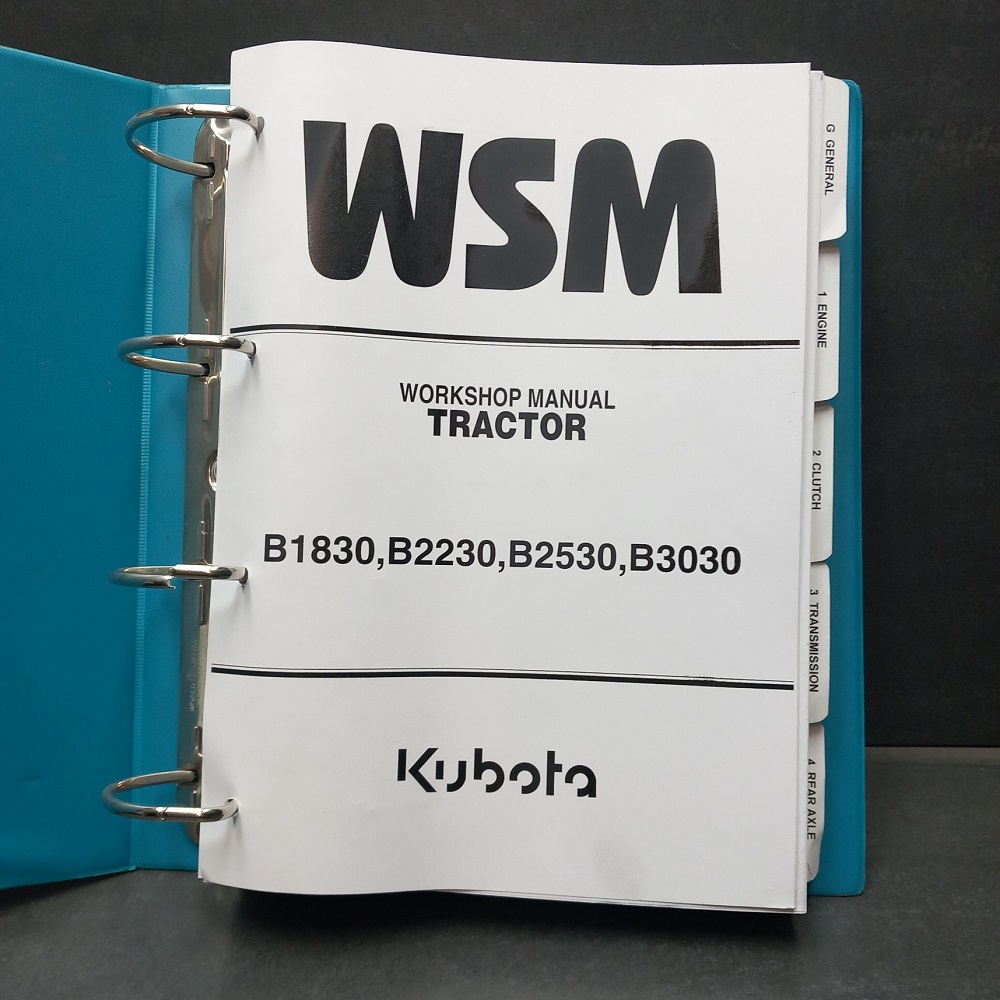 WSM
WORKSHOP MANUAL
TRACTOR
B1830,B2230,B2530,B3030
Kubota
G GENERAL
1 ENGINE
2 CLUTCH
3 TRANSMISSION
4 REAR AXLE